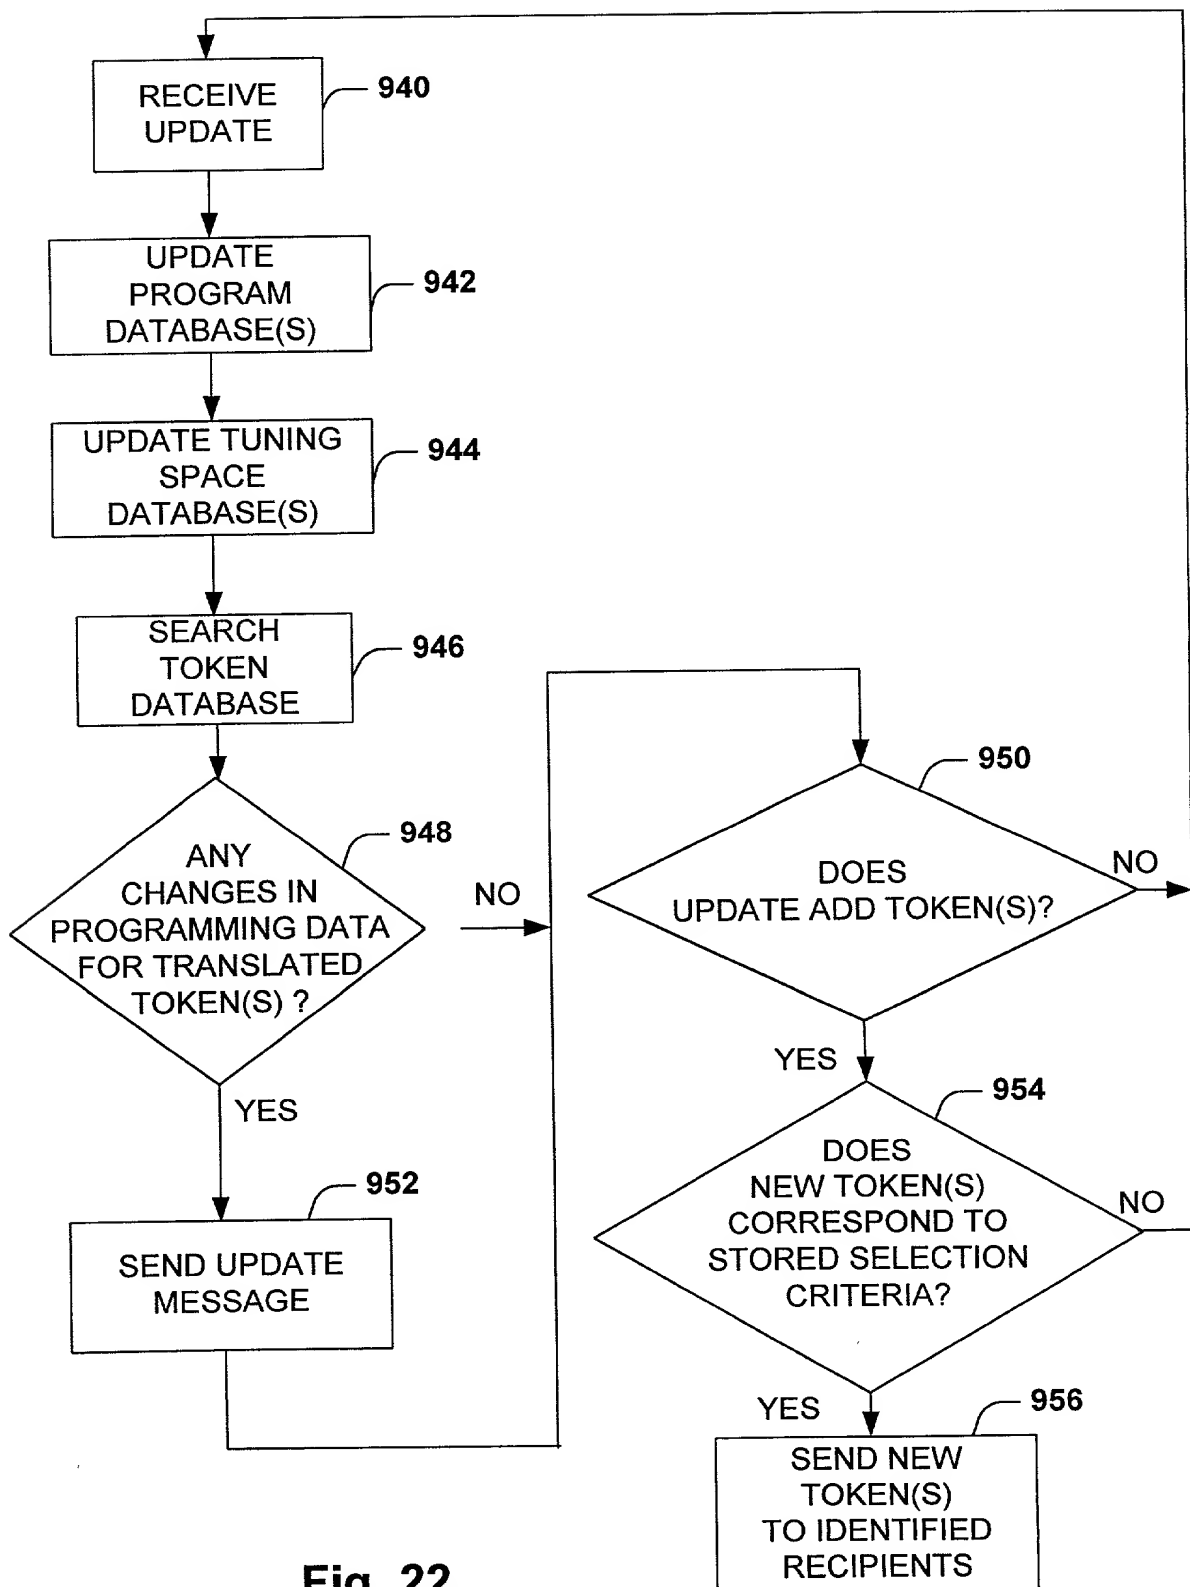 RECEIVE
UPDATE
940
UPDATE
PROGRAM
DATABASE(S)
942
UPDATE TUNING
SPACE
DATABASE(S)
944
SEARCH
TOKEN
DATABASE
946
ANY
CHANGES IN
PROGRAMMING DATA
FOR TRANSLATED
TOKEN(S) ?
948
NO
YES
SEND UPDATE
MESSAGE
952
DOES
UPDATE ADD TOKEN(S)?
950
NO
YES
DOES
NEW TOKEN(S)
CORRESPOND TO
STORED SELECTION
CRITERIA?
954
NO
YES
SEND NEW
TOKEN(S)
TO IDENTIFIED
RECIPIENTS
956
Fig. 22